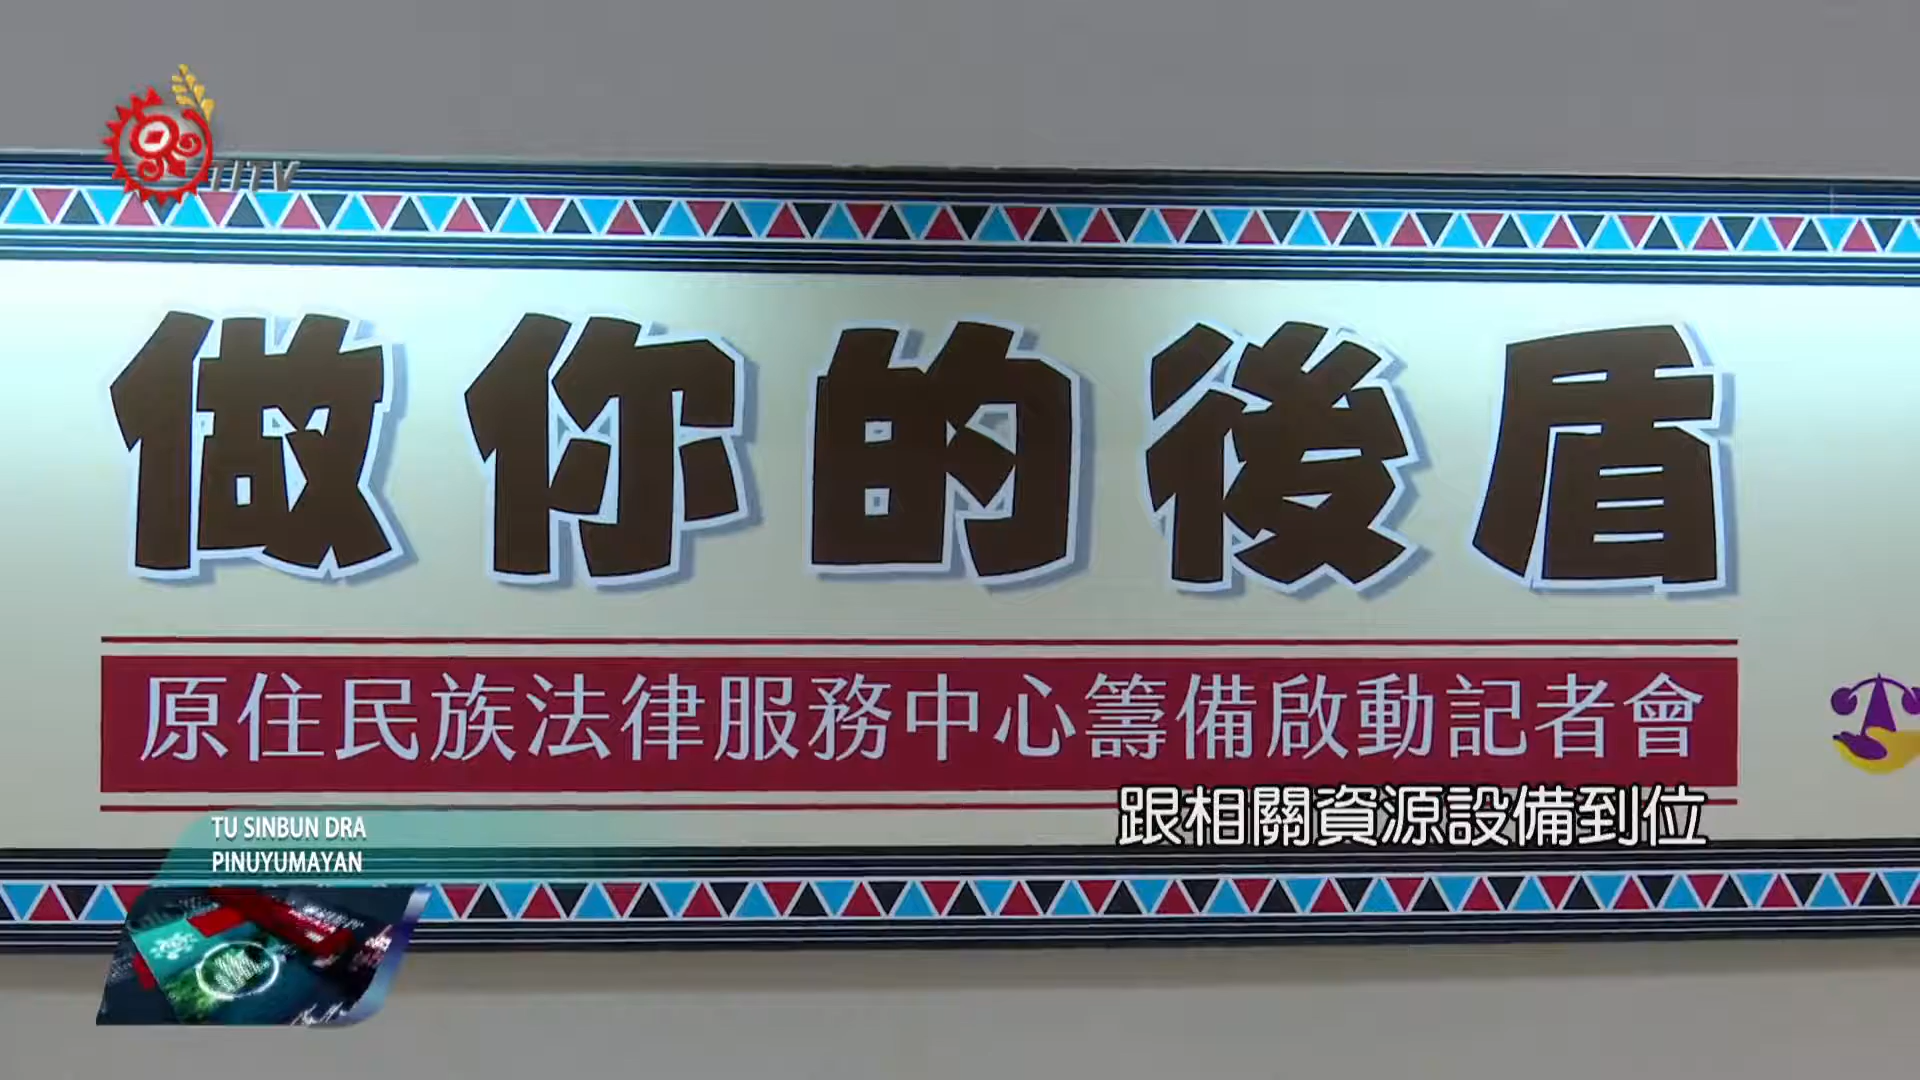 TITV
做你的後盾
原住民族法律服務中心籌備啟動記者會
跟相關資源設備到位
TU SINBUN DRA
PINUYUMAYAN